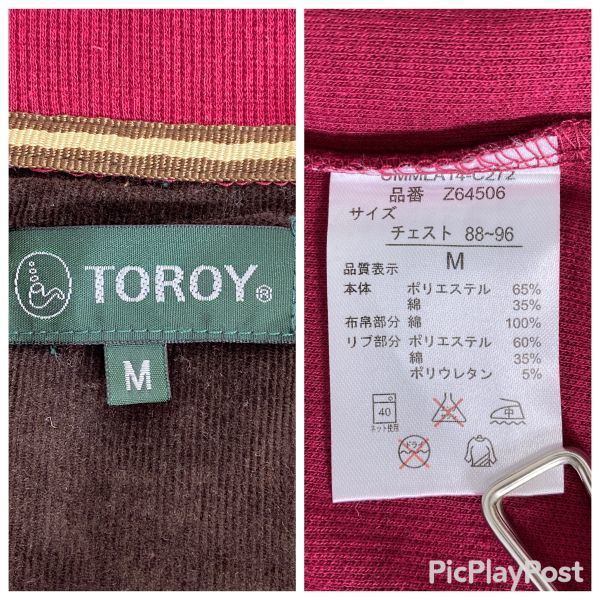 TOROY®
M
CMMLA14-C272
品番 Z64506
サイズ
チェスト 88~96
M
品質表示
本体 ポリエステル 65%
綿 35%
布帛部分 綿 100%
リブ部分 ポリエステル 60%
綿 35%
ポリウレタン 5%
40
ネット使用
中
ドライ
PicPlayPost